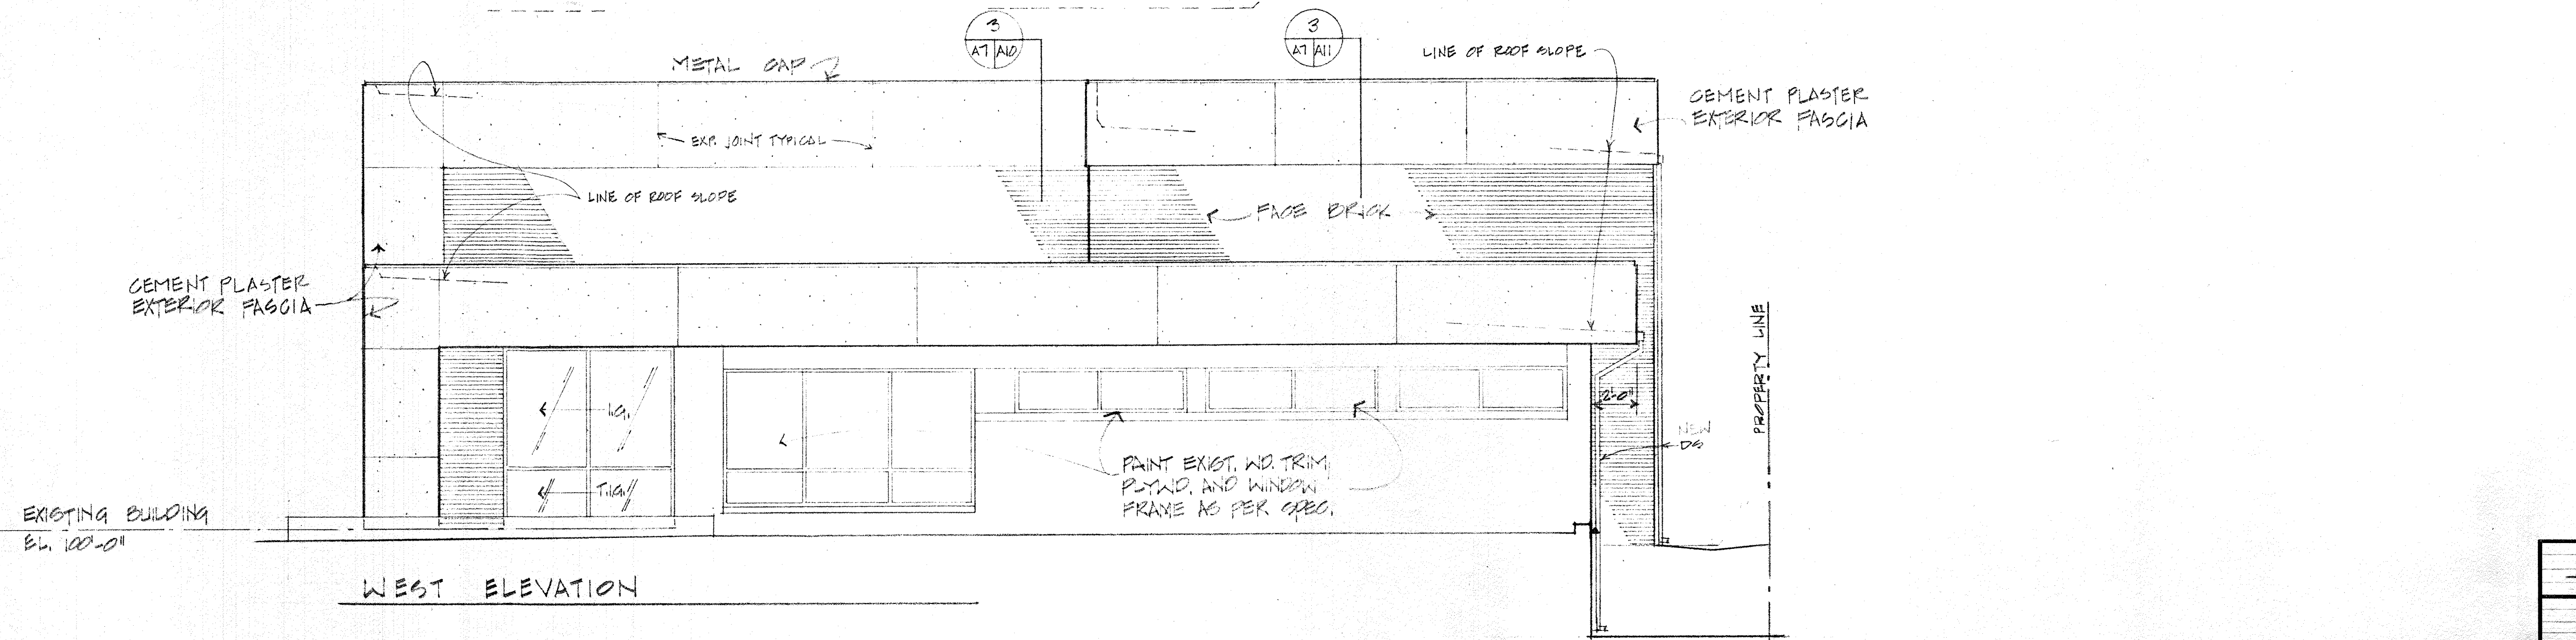 3
A7 A10
3
A7 A11
LINE OF ROOF SLOPE
METAL CAP
CEMENT PLASTER
EXTERIOR FASCIA
EXP. JOINT TYPICAL
LINE OF ROOF SLOPE
FACE BRICK
CEMENT PLASTER
EXTERIOR FASCIA
PROPERTY LINE
2'-0"
I.G.
NEW
DS
PAINT EXIST. WD. TRIM
PLYWD. AND WINDOW
FRAME AS PER SPEC.
T.I.G.
EXISTING BUILDING
EL. 100'-0"
WEST ELEVATION